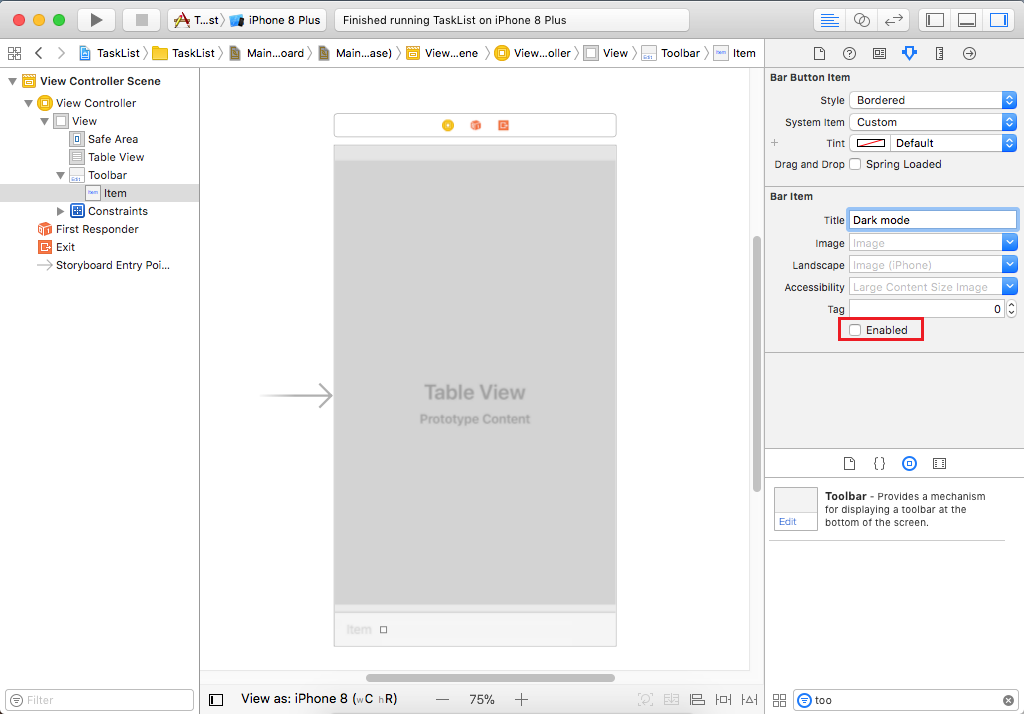 T...st
iPhone 8 Plus
Finished running TaskList on iPhone 8 Plus
TaskList
TaskList
Main...oard
Main...ase)
View...ene
View...oller
View
Edit
Toolbar
Item
Item
View Controller Scene
View Controller
View
Safe Area
Table View
Edit
Toolbar
Item
Item
Constraints
First Responder
Exit
Storyboard Entry Poi...
Filter
Table View
Prototype Content
Item
View as: iPhone 8 (wC hR)
75%
Bar Button Item
Style Bordered
System Item Custom
Tint Default
Drag and Drop Spring Loaded
Bar Item
Title Dark mode
Image Image
Landscape Image (iPhone)
Accessibility Large Content Size Image
Tag 0
Enabled
{}
Edit
Toolbar - Provides a mechanism
for displaying a toolbar at the
bottom of the screen.
too